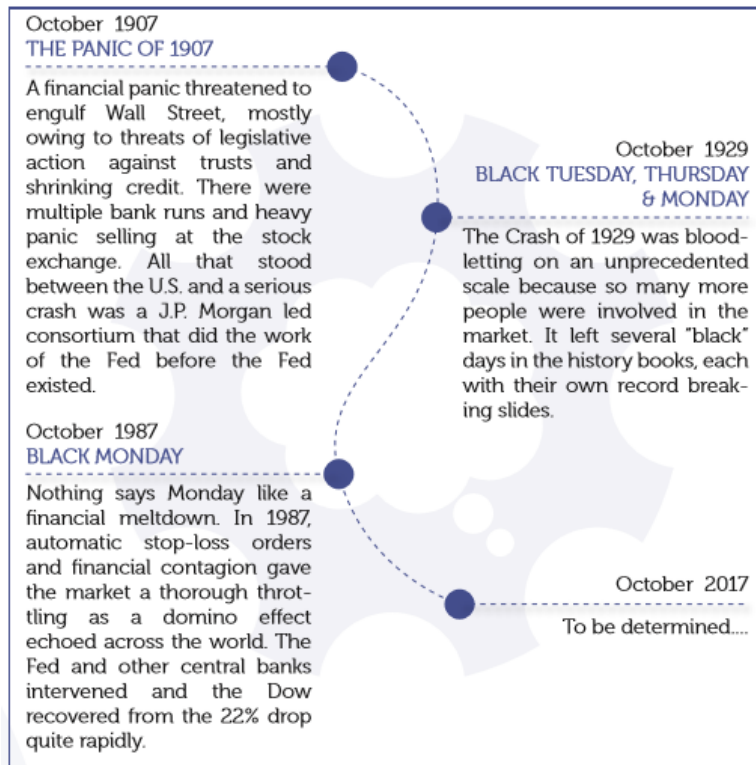 October 1907
THE PANIC OF 1907
A financial panic threatened to
engulf Wall Street, mostly
owing to threats of legislative
action against trusts and
shrinking credit. There were
multiple bank runs and heavy
panic selling at the stock
exchange. All that stood
between the U.S. and a serious
crash was a J.P. Morgan led
consortium that did the work
of the Fed before the Fed
existed.
October 1929
BLACK TUESDAY, THURSDAY
& MONDAY
The Crash of 1929 was blood-
letting on an unprecedented
scale because so many more
people were involved in the
market. It left several "black"
days in the history books, each
with their own record break-
ing slides.
October 1987
BLACK MONDAY
Nothing says Monday like a
financial meltdown. In 1987,
automatic stop-loss orders
and financial contagion gave
the market a thorough throt-
tling as a domino effect
echoed across the world. The
Fed and other central banks
intervened and the Dow
recovered from the 22% drop
quite rapidly.
October 2017
To be determined....